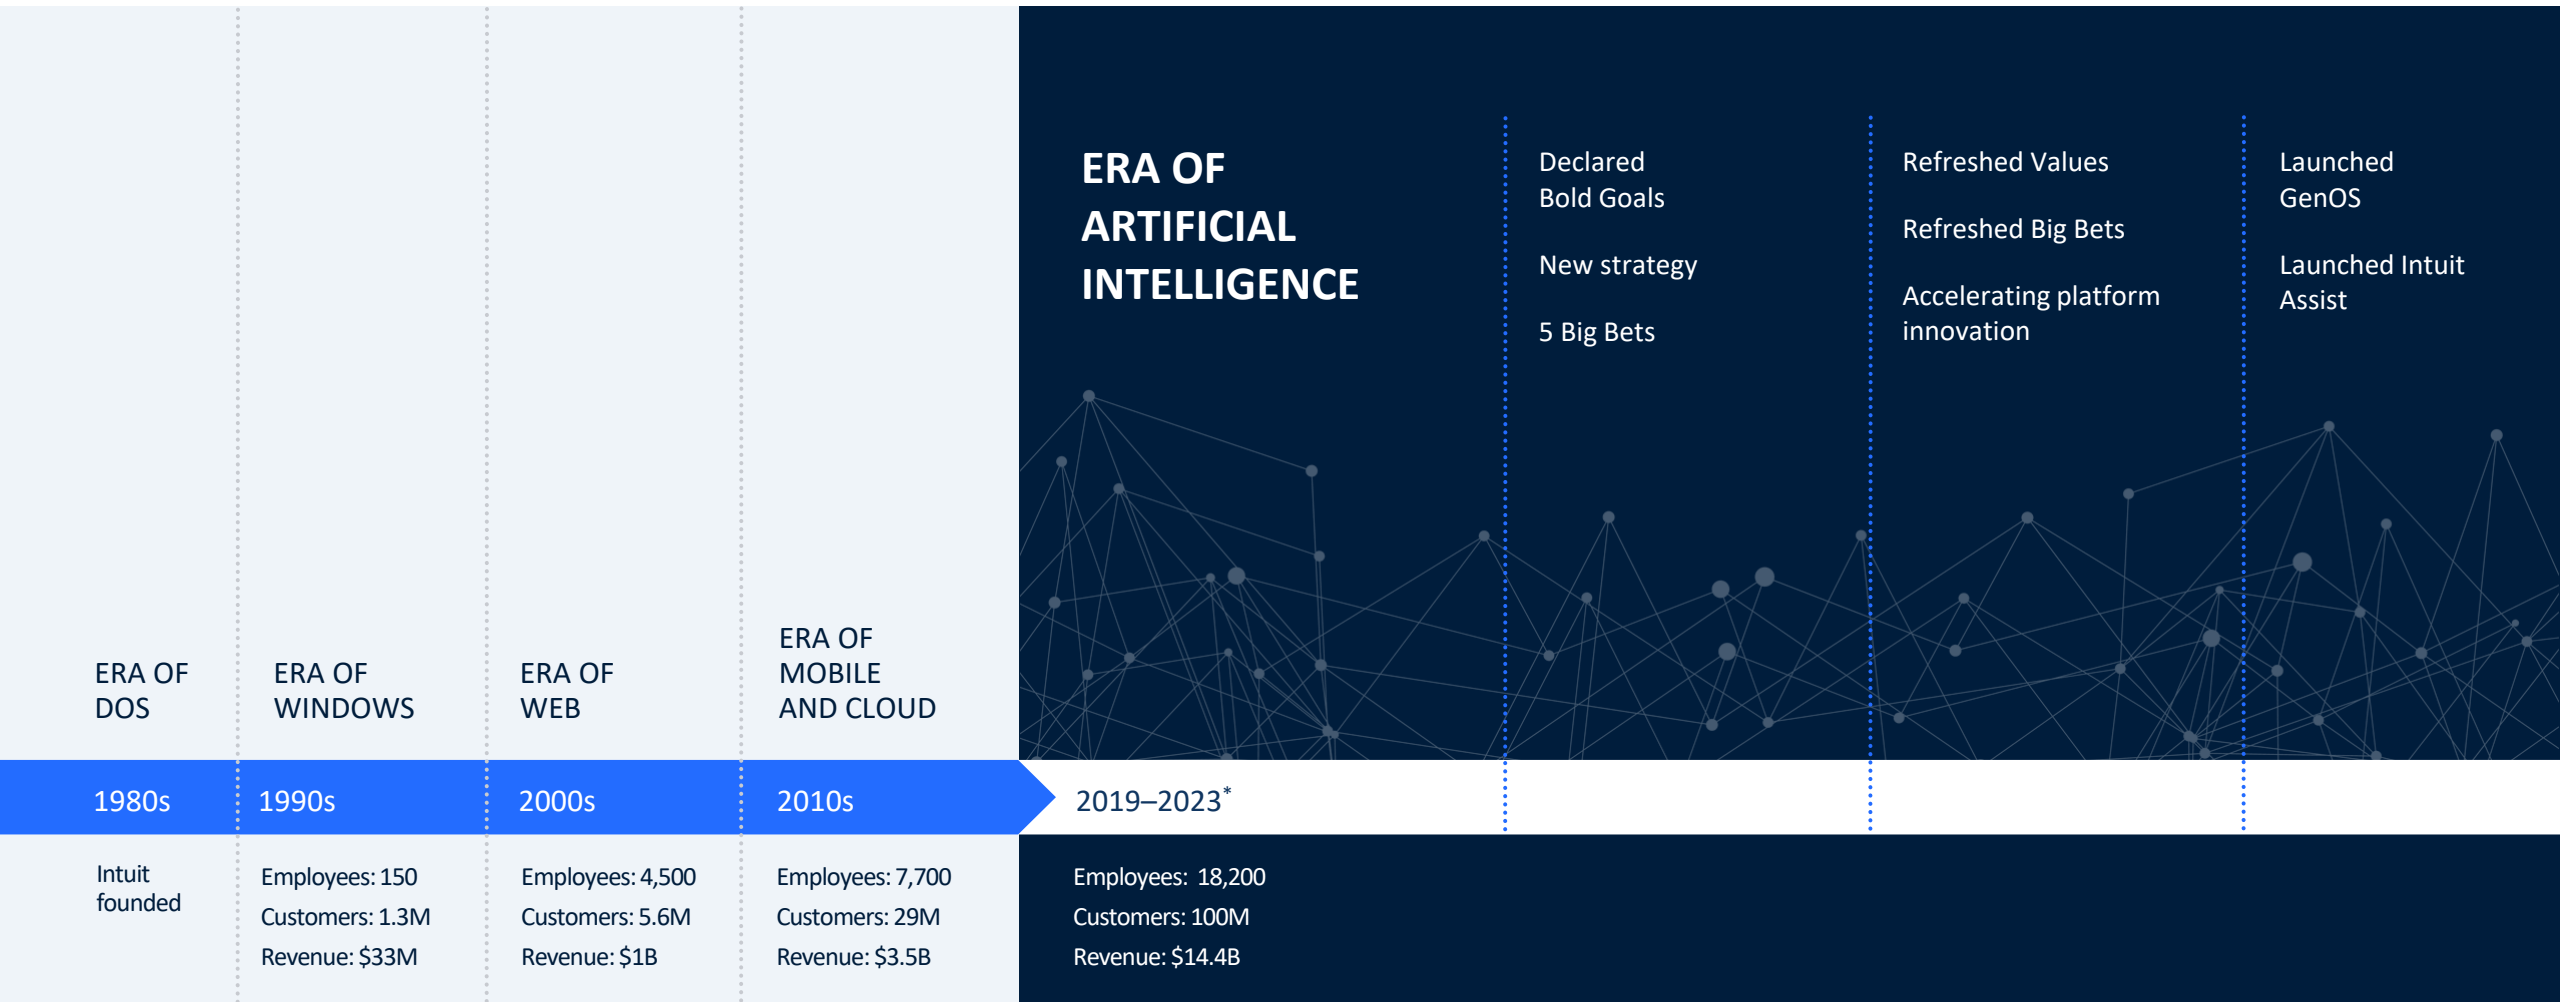 ERA OF
DOS
ERA OF
WINDOWS
ERA OF
WEB
ERA OF
MOBILE
AND CLOUD
ERA OF
ARTIFICIAL
INTELLIGENCE
Declared
Bold Goals
New strategy
5 Big Bets
Refreshed Values
Refreshed Big Bets
Accelerating platform
innovation
Launched
GenOS
Launched Intuit
Assist
1980s
1990s
2000s
2010s
2019–2023*
Intuit
founded
Employees: 150
Customers: 1.3M
Revenue: $33M
Employees: 4,500
Customers: 5.6M
Revenue: $1B
Employees: 7,700
Customers: 29M
Revenue: $3.5B
Employees: 18,200
Customers: 100M
Revenue: $14.4B